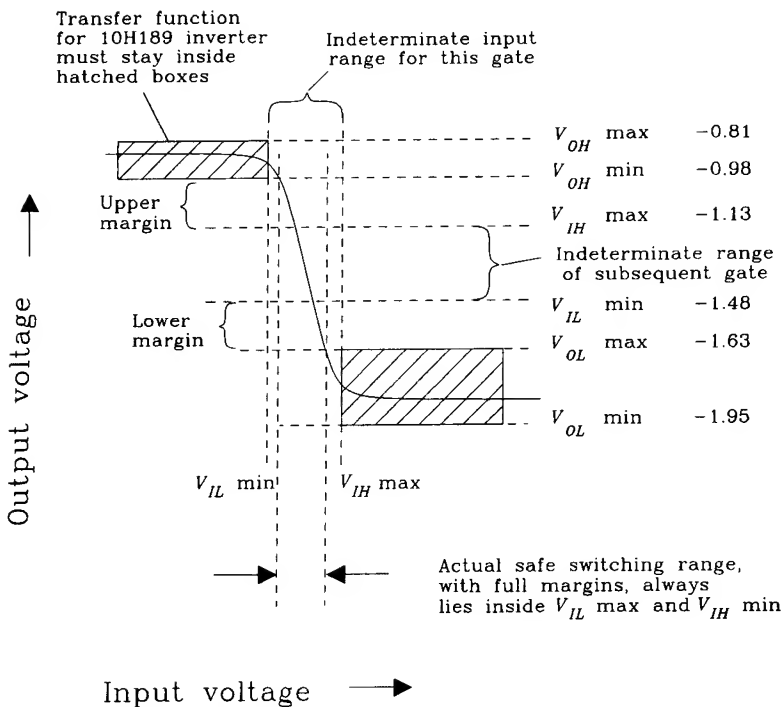 Transfer function
for 10H189 inverter
must stay inside
hatched boxes
Indeterminate input
range for this gate
V_OH max -0.81
V_OH min -0.98
Upper
margin
V_IH max -1.13
Indeterminate range
of subsequent gate
V_IL min -1.48
Lower
margin
V_OL max -1.63
V_OL min -1.95
Output voltage
V_IL min
V_IH max
Actual safe switching range,
with full margins, always
lies inside V_IL max and V_IH min
Input voltage